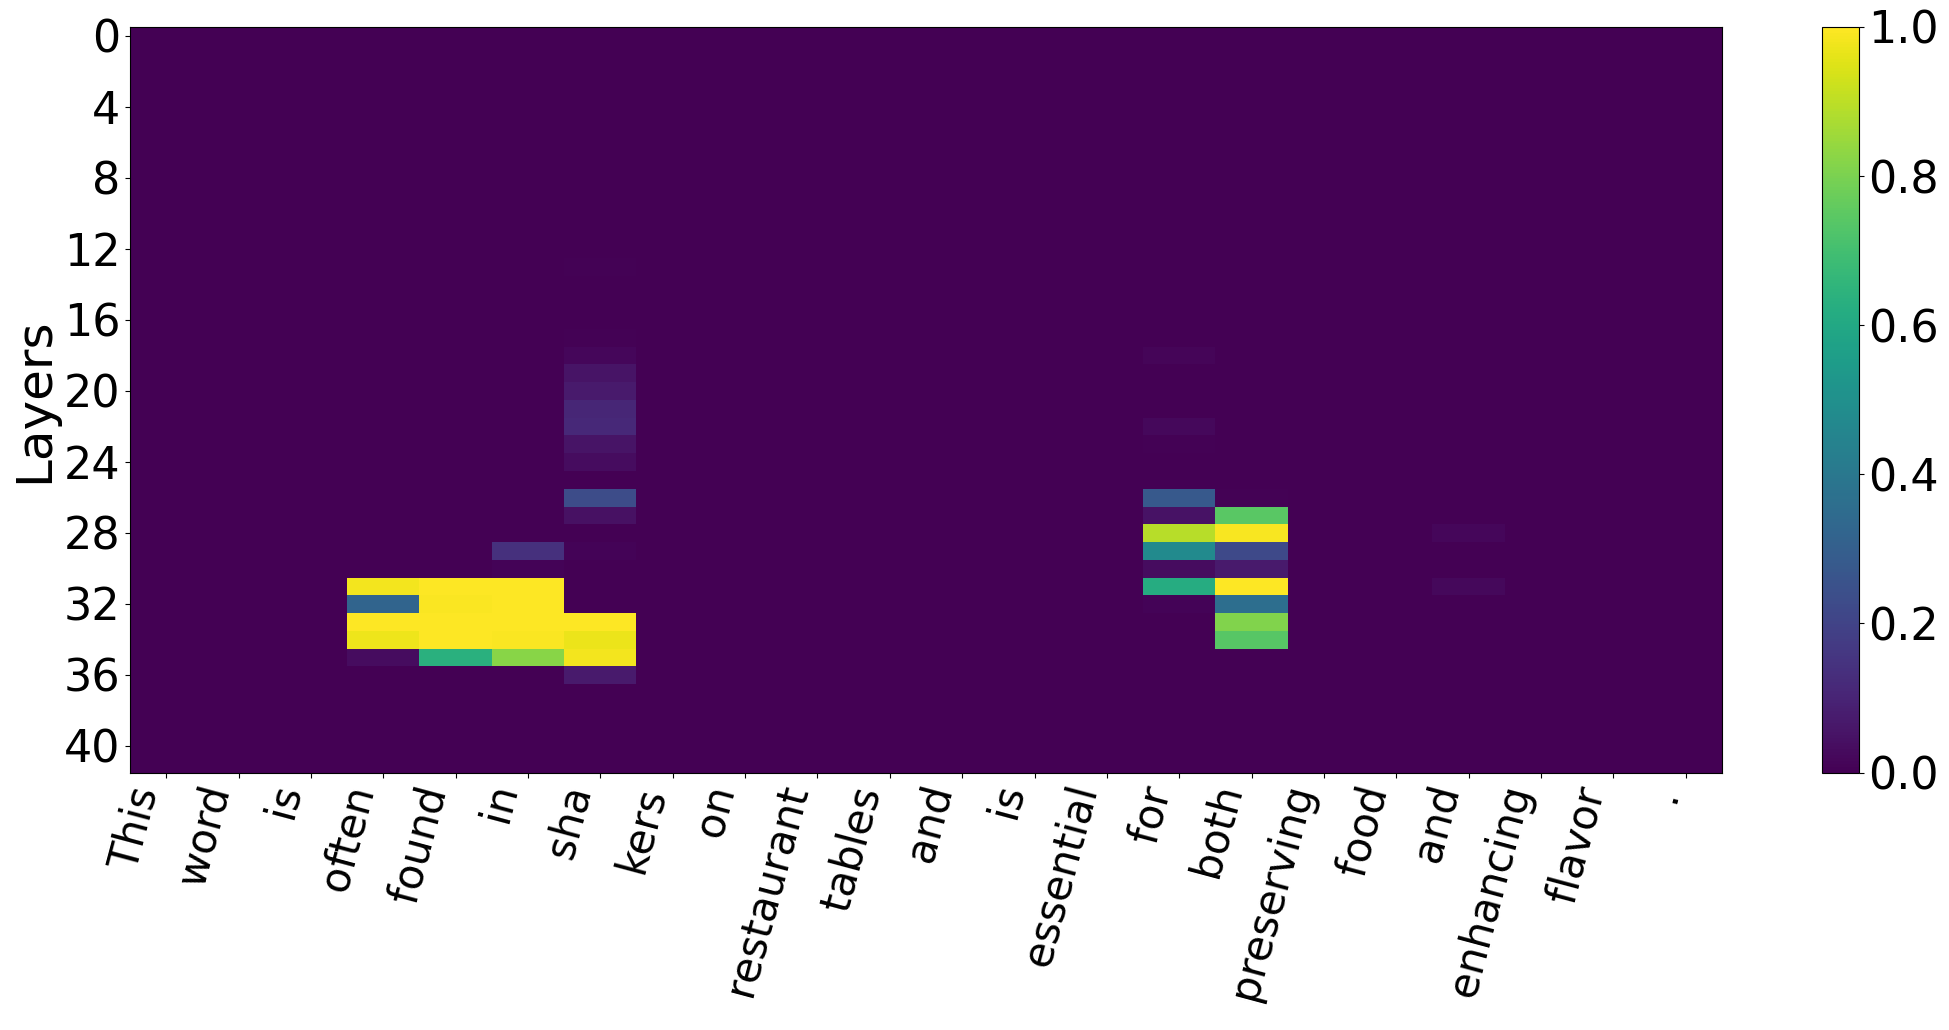 Layers
0
4
8
12
16
20
24
28
32
36
40
This
word
is
often
found
in
sha
kers
on
restaurant
tables
and
is
essential
for
both
preserving
food
and
enhancing
flavor
.
1.0
0.8
0.6
0.4
0.2
0.0